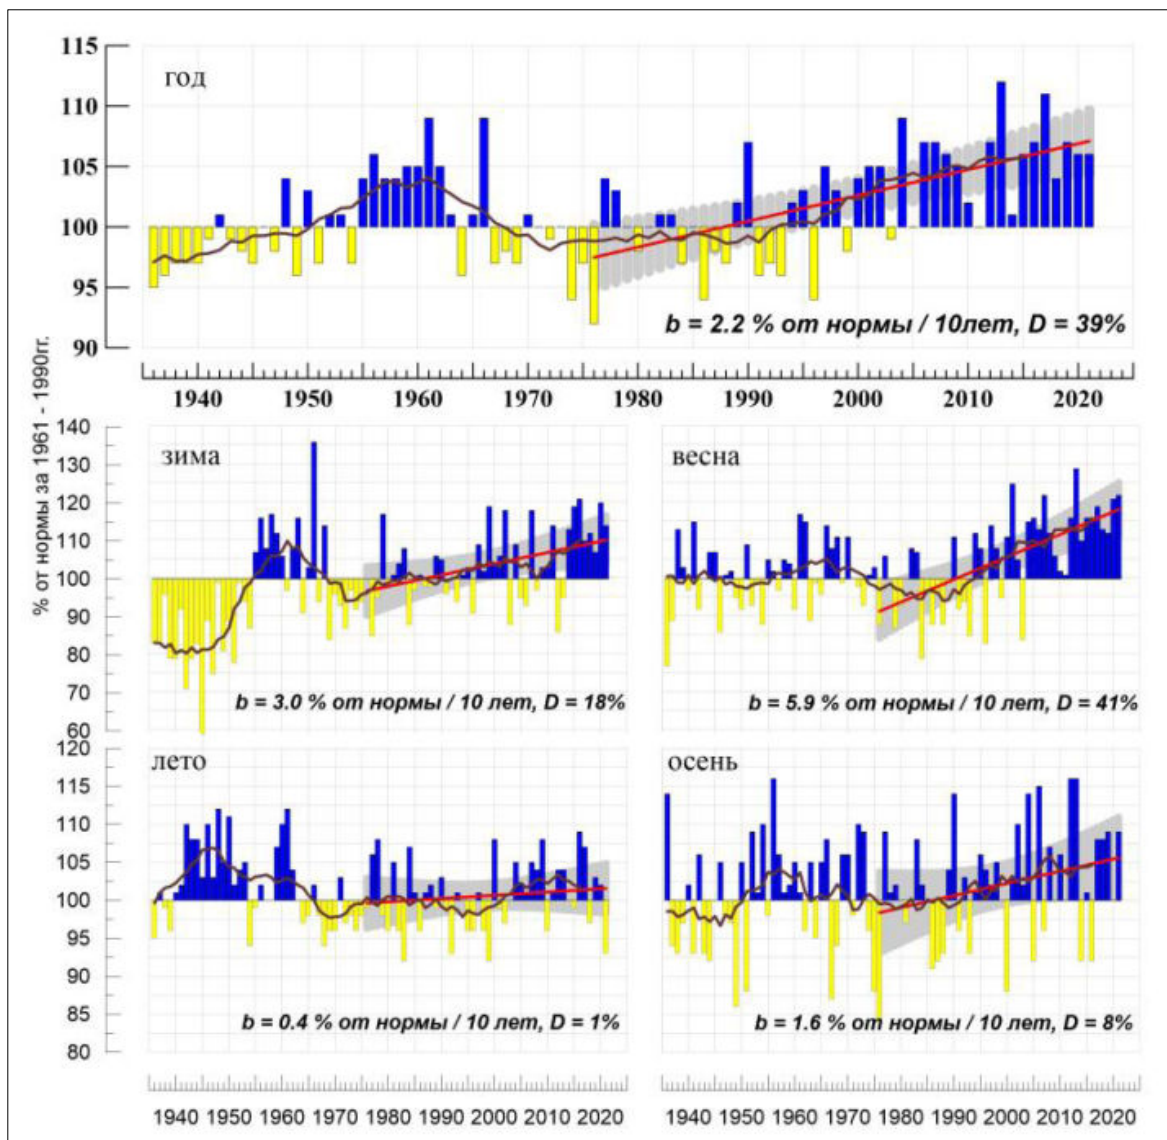 115
год
110
105
100
95
90
b = 2.2 % от нормы / 10лет, D = 39%
1940 1950 1960 1970 1980 1990 2000 2010 2020
% от нормы за 1961 - 1990гг.
140
130
120
110
100
90
80
70
60
зима
b = 3.0 % от нормы / 10 лет, D = 18%
весна
b = 5.9 % от нормы / 10 лет, D = 41%
120
115
110
105
100
95
90
85
80
лето
b = 0.4 % от нормы / 10 лет, D = 1%
осень
b = 1.6 % от нормы / 10 лет, D = 8%
1940 1950 1960 1970 1980 1990 2000 2010 2020
1940 1950 1960 1970 1980 1990 2000 2010 2020